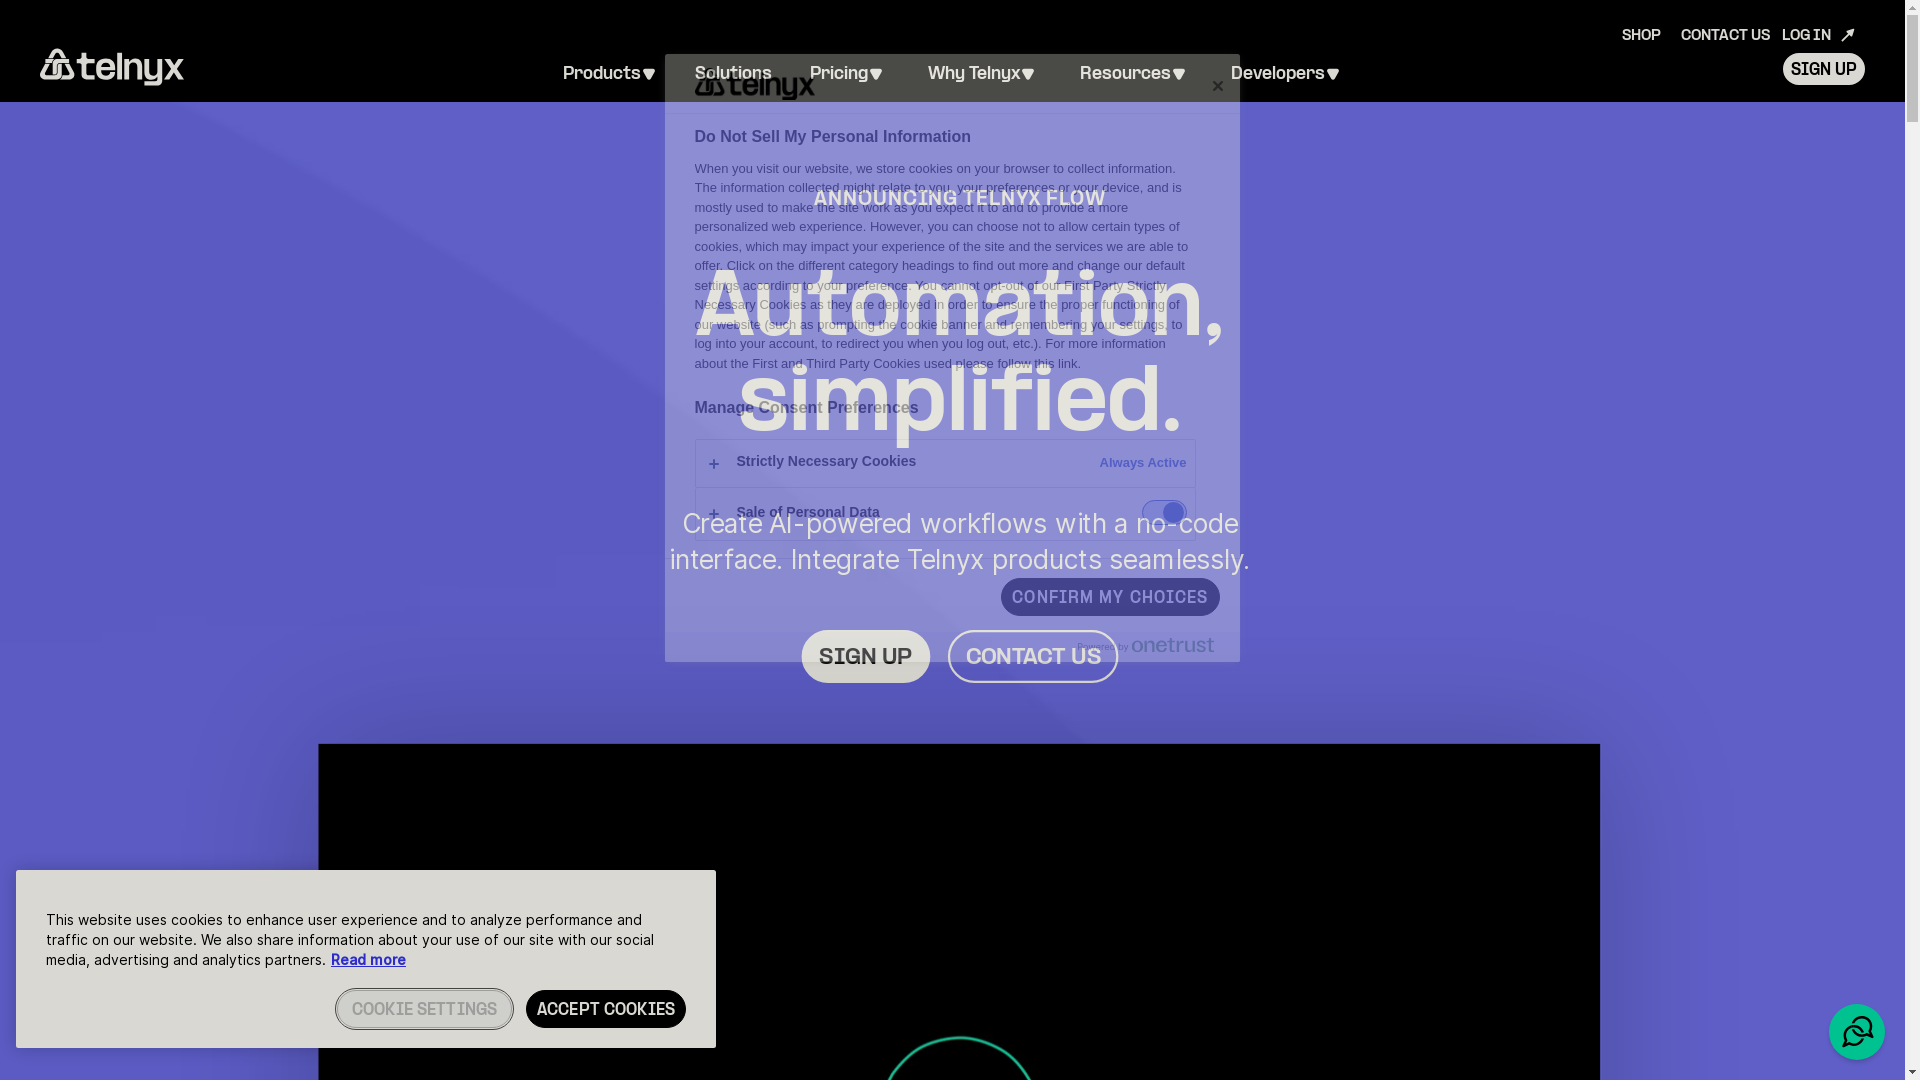 SHOP CONTACT US LOG IN
telnyx
Products Solutions Pricing Why Telnyx Resources Developers
SIGN UP
telnyx
Do Not Sell My Personal Information
When you visit our website, we store cookies on your browser to collect information.
The information collected might relate to you, your preferences or your device, and is
mostly used to make the site work as you expect it to and to provide a more
personalized web experience. However, you can choose not to allow certain types of
cookies, which may impact your experience of the site and the services we are able to
offer. Click on the different category headings to find out more and change our default
settings according to your preference. You cannot opt-out of our First Party Strictly
Necessary Cookies as they are deployed in order to ensure the proper functioning of
our website (such as prompting the cookie banner and remembering your settings, to
log into your account, to redirect you when you log out, etc.). For more information
about the First and Third Party Cookies used please follow this link.
Manage Consent Preferences
Strictly Necessary Cookies Always Active
Sale of Personal Data
CONFIRM MY CHOICES
Powered by onetrust
ANNOUNCING TELNYX FLOW
Automation,
simplified.
Create AI-powered workflows with a no-code
interface. Integrate Telnyx products seamlessly.
SIGN UP CONTACT US
This website uses cookies to enhance user experience and to analyze performance and
traffic on our website. We also share information about your use of our site with our social
media, advertising and analytics partners. Read more
COOKIE SETTINGS ACCEPT COOKIES